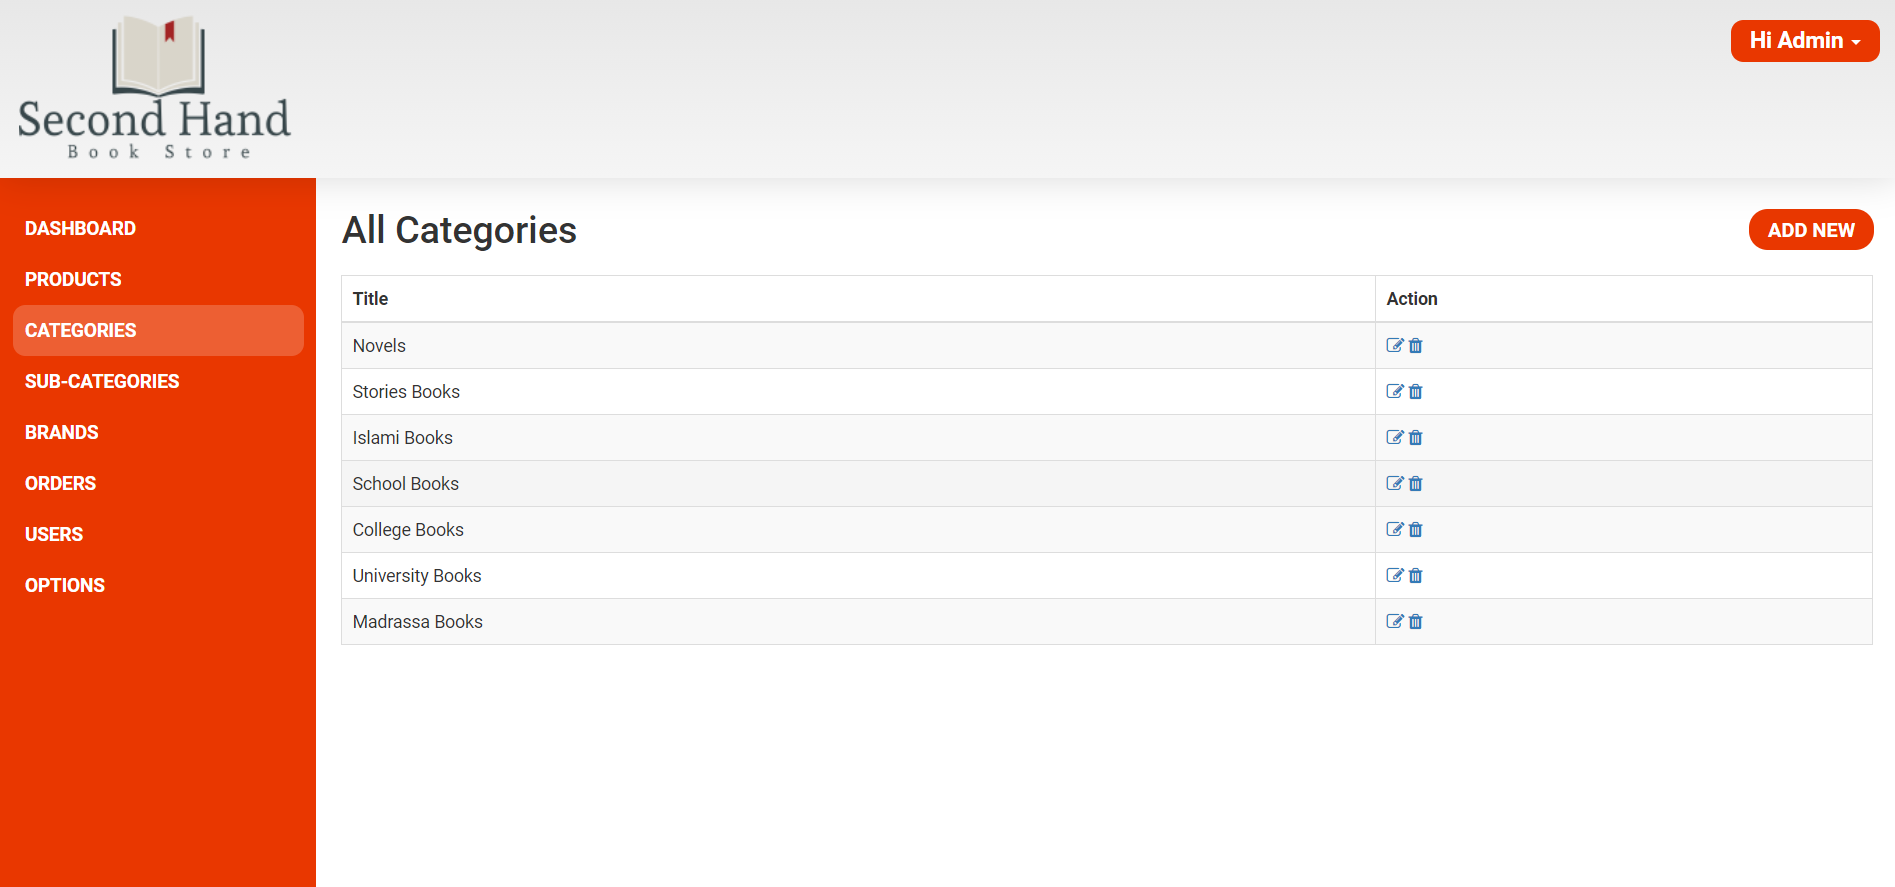 Second Hand
Book Store
Hi Admin
DASHBOARD
PRODUCTS
CATEGORIES
SUB-CATEGORIES
BRANDS
ORDERS
USERS
OPTIONS
All Categories
ADD NEW
Title Action
Novels
Stories Books
Islami Books
School Books
College Books
University Books
Madrassa Books